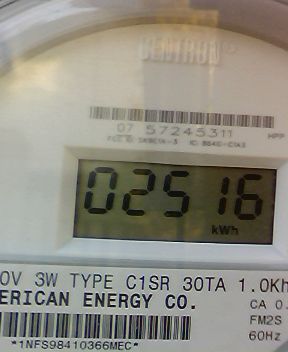 CENTRON
07 57245311
HPP
02516
kWh
0V 3W TYPE C1SR 30TA 1.0Kh
ERICAN ENERGY CO.
CA 0.
FM2S
60Hz
*1NFS98410366MEC*